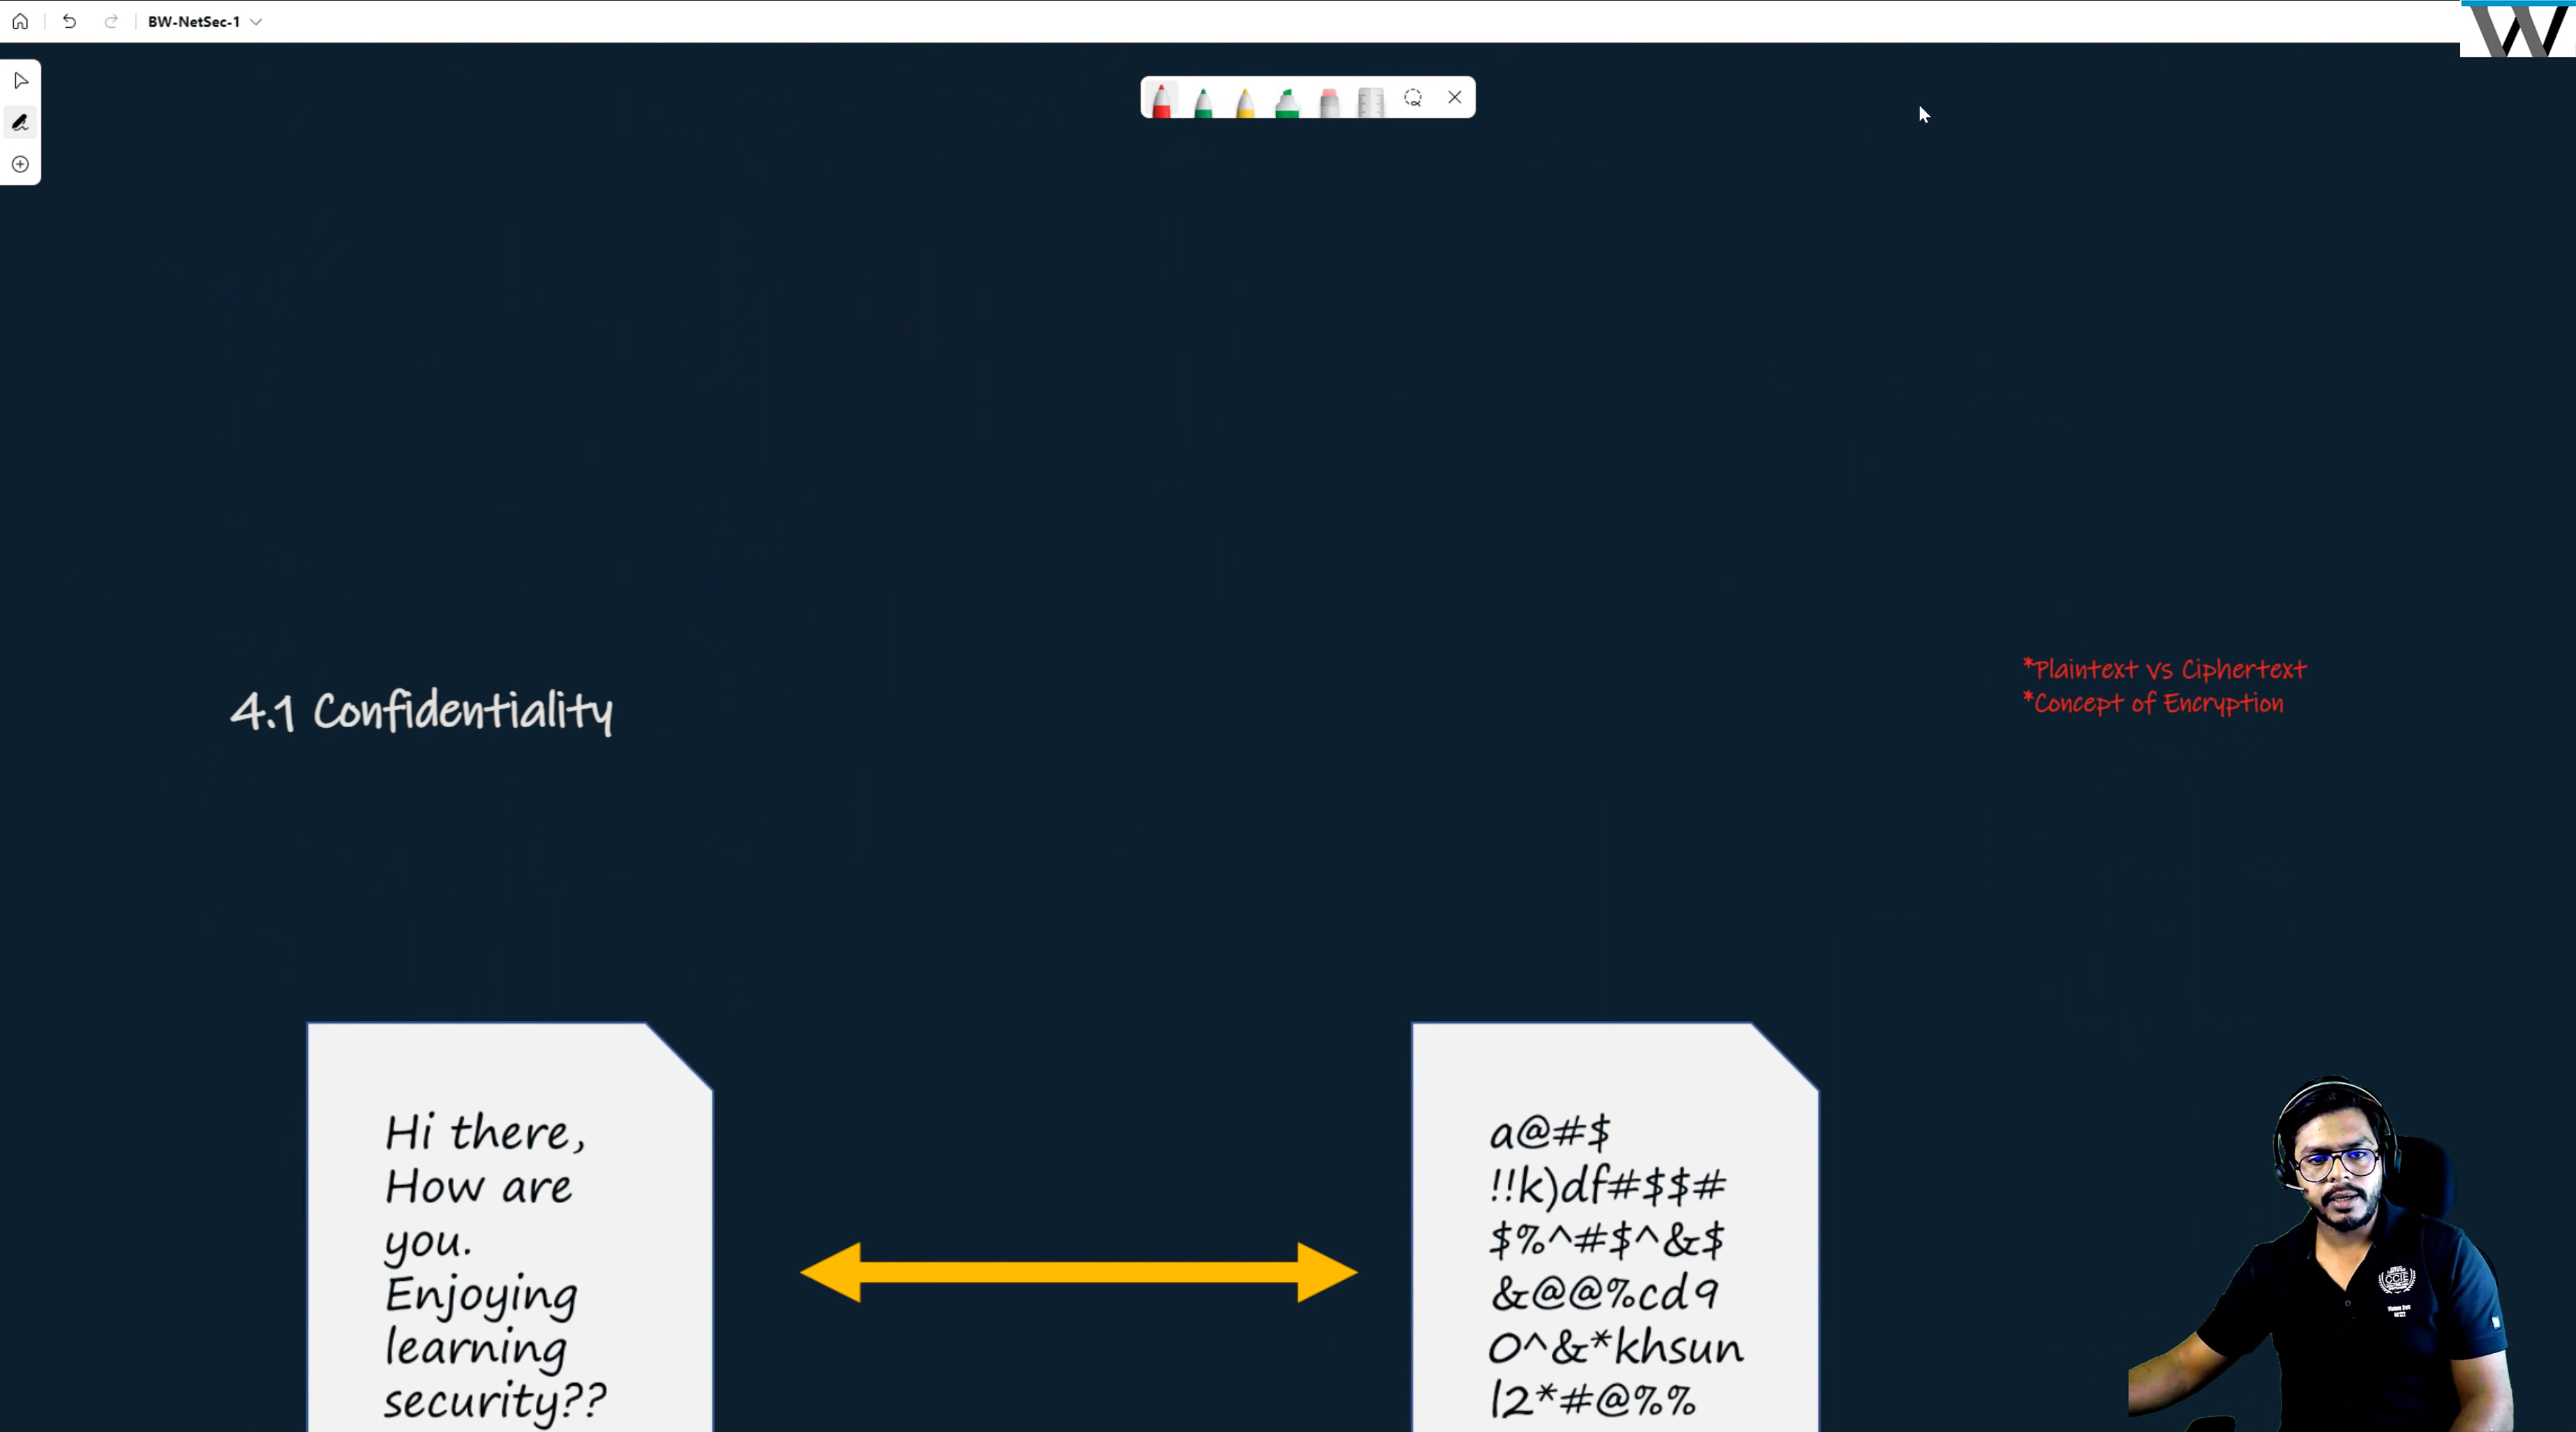 BW-NetSec-1
W
4.1 Confidentiality
*Plaintext vs Ciphertext
*Concept of Encryption
Hi there,
How are
you.
Enjoying
learning
security??
a@#$
!!k)df#$$#
$%^#$^&$
&@@%cd9
0^&*khsun
l2*#@%%
CCIE